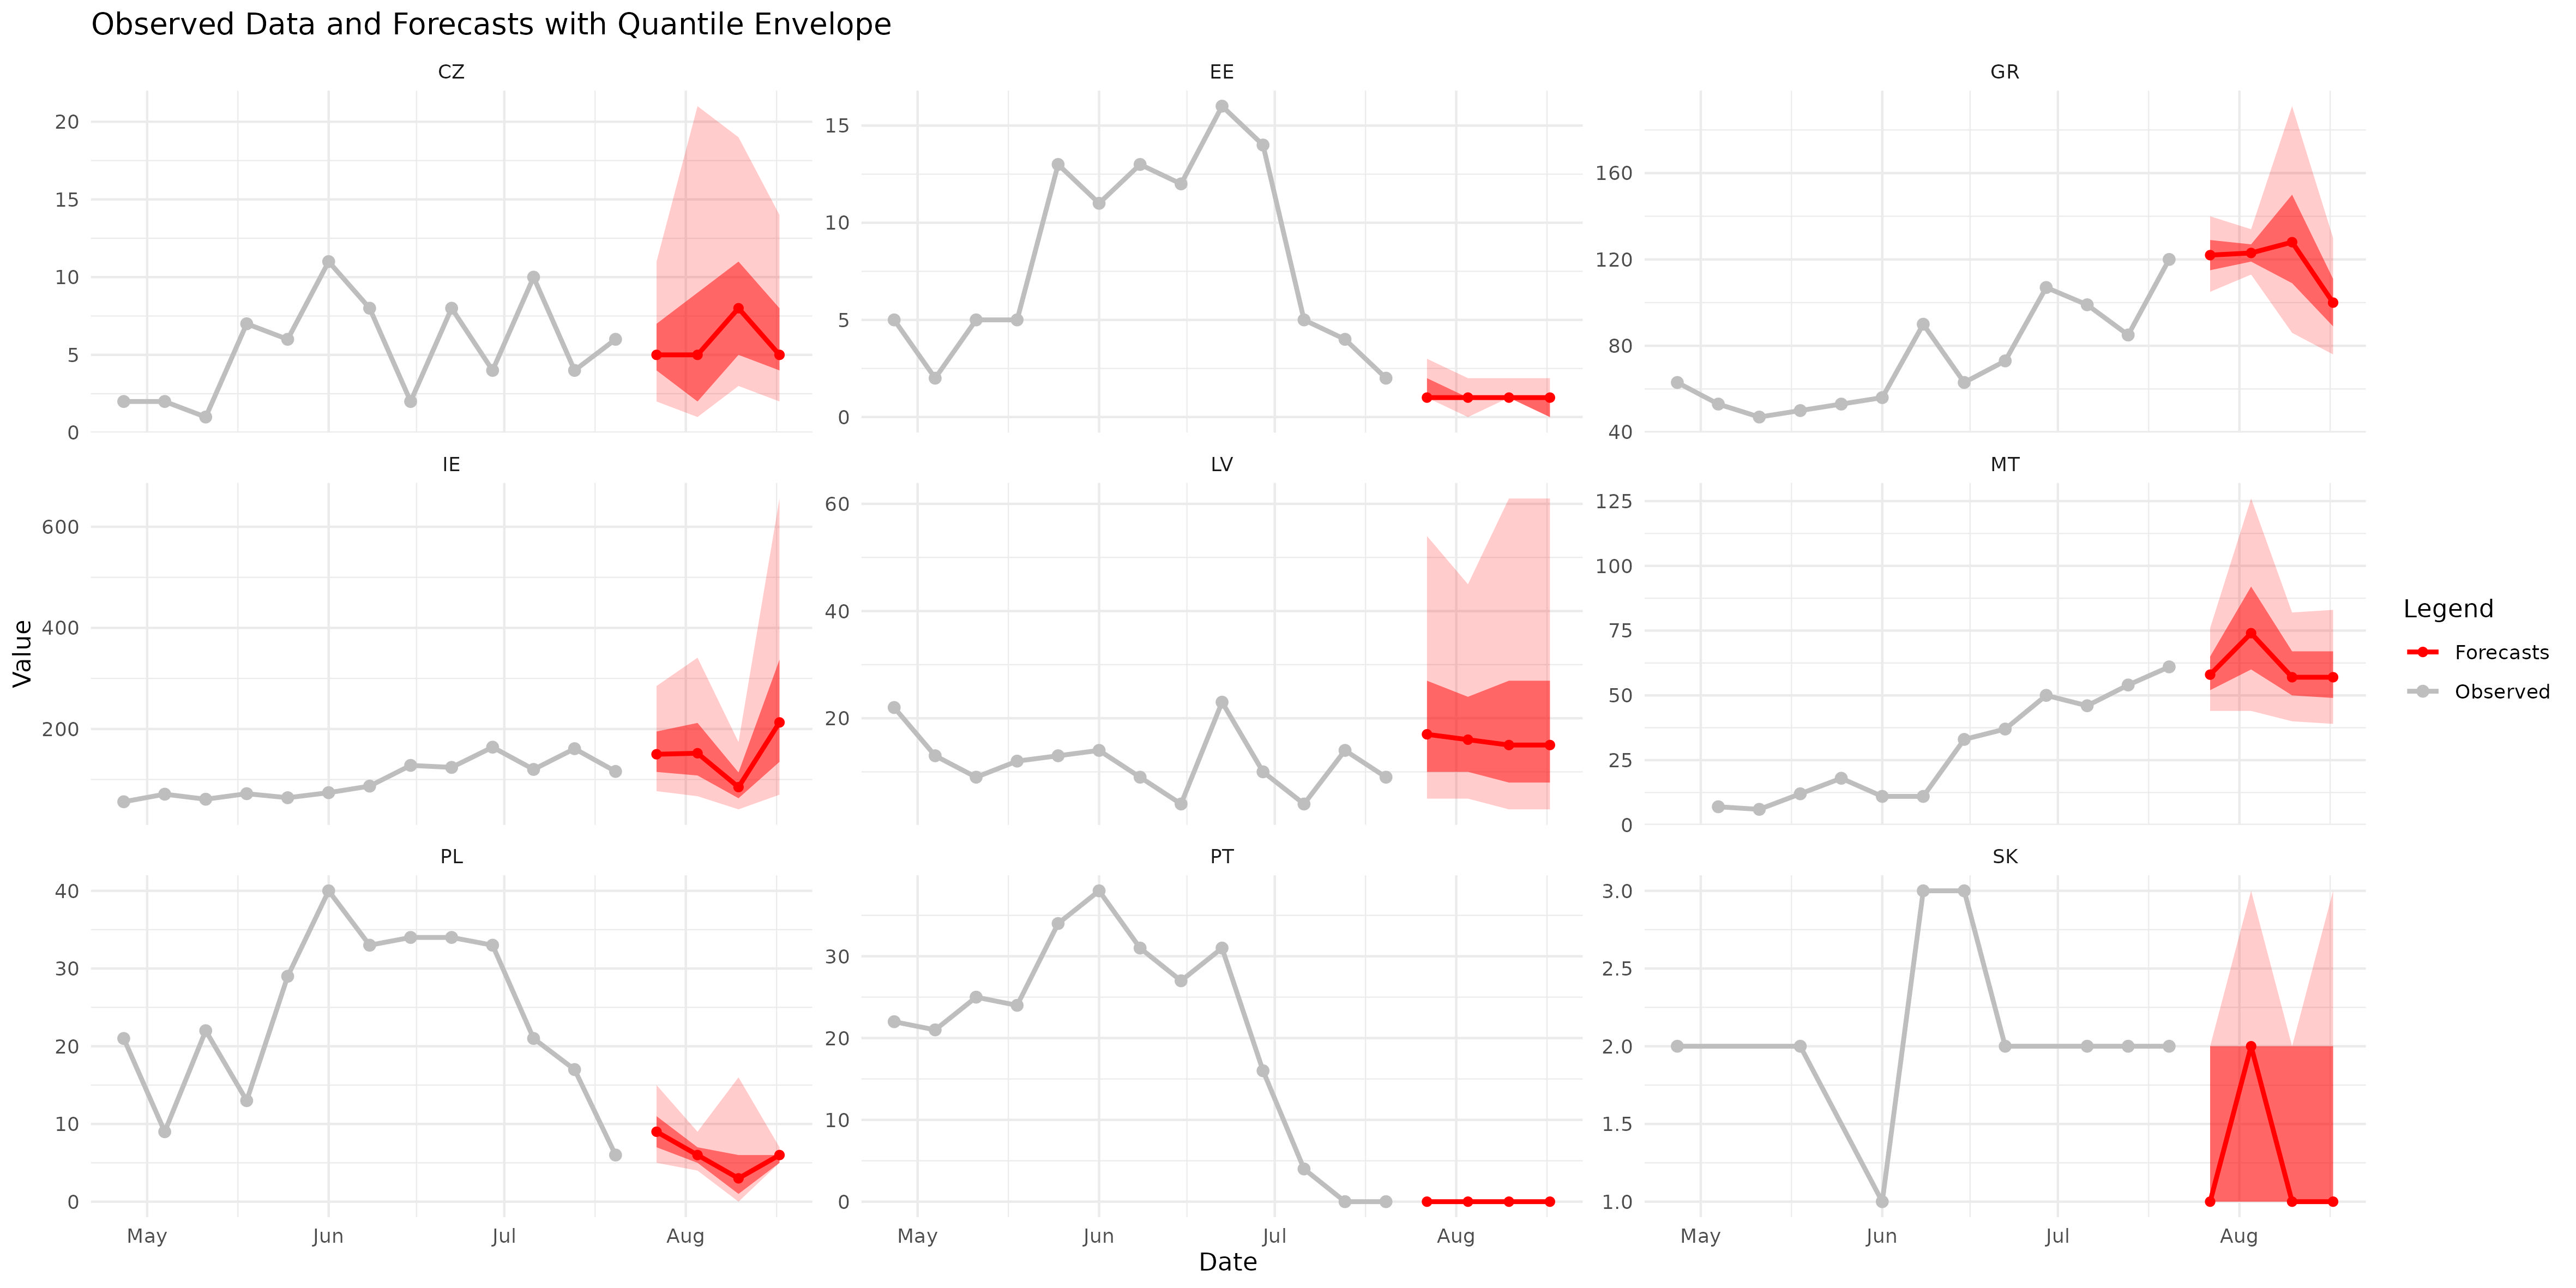 Observed Data and Forecasts with Quantile Envelope
CZ
EE
GR
20
15
10
5
0
15
10
5
0
160
120
80
40
IE
LV
MT
600
400
200
60
40
20
125
100
75
50
25
0
PL
PT
SK
40
30
20
10
0
30
20
10
0
3.0
2.5
2.0
1.5
1.0
May Jun Jul Aug
May Jun Jul Aug
May Jun Jul Aug
Value
Date
Legend
Forecasts
Observed